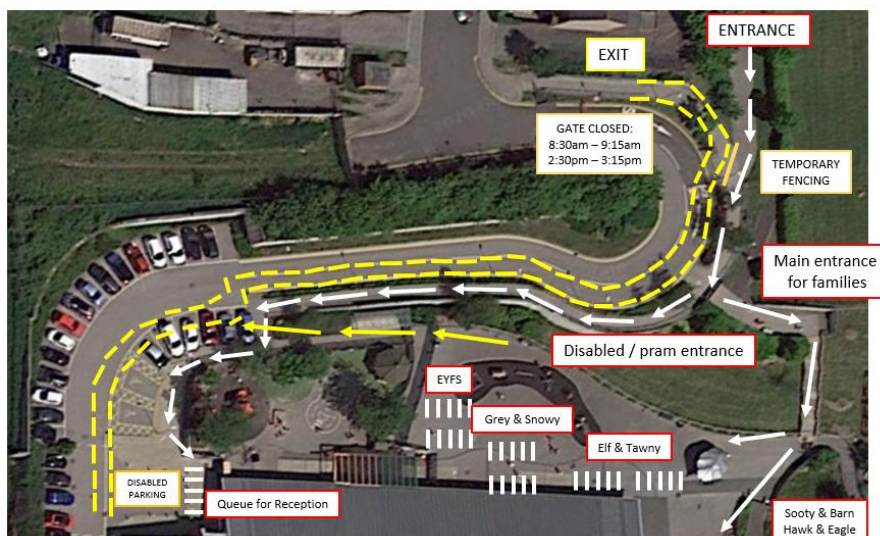 ENTRANCE
EXIT
GATE CLOSED:
8:30am – 9:15am
2:30pm – 3:15pm
TEMPORARY
FENCING
Main entrance
for families
Disabled / pram entrance
EYFS
Grey & Snowy
Elf & Tawny
DISABLED
PARKING
Queue for Reception
Sooty & Barn
Hawk & Eagle